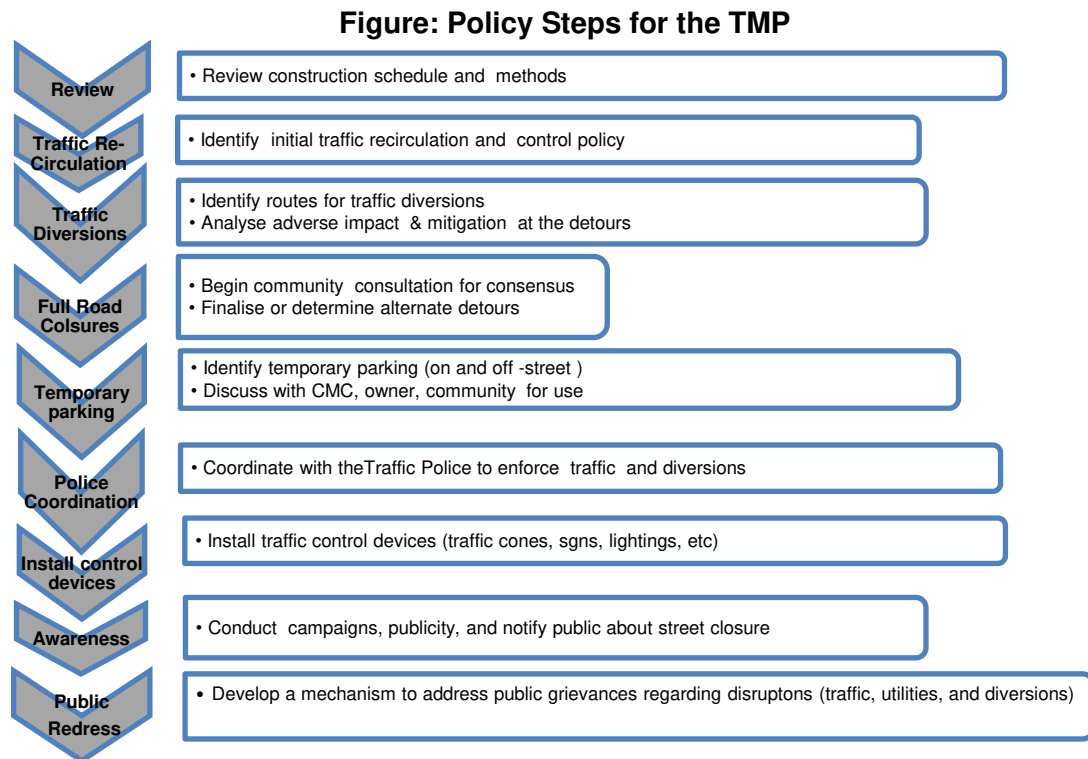 Figure: Policy Steps for the TMP
Review
• Review construction schedule and methods
Traffic Re-
Circulation
• Identify initial traffic recirculation and control policy
Traffic
Diversions
• Identify routes for traffic diversions
• Analyse adverse impact & mitigation at the detours
Full Road
Colsures
• Begin community consultation for consensus
• Finalise or determine alternate detours
Temporary
parking
• Identify temporary parking (on and off -street )
• Discuss with CMC, owner, community for use
Police
Coordination
• Coordinate with theTraffic Police to enforce traffic and diversions
Install control
devices
• Install traffic control devices (traffic cones, sgns, lightings, etc)
Awareness
• Conduct campaigns, publicity, and notify public about street closure
Public
Redress
• Develop a mechanism to address public grievances regarding disruptons (traffic, utilities, and diversions)